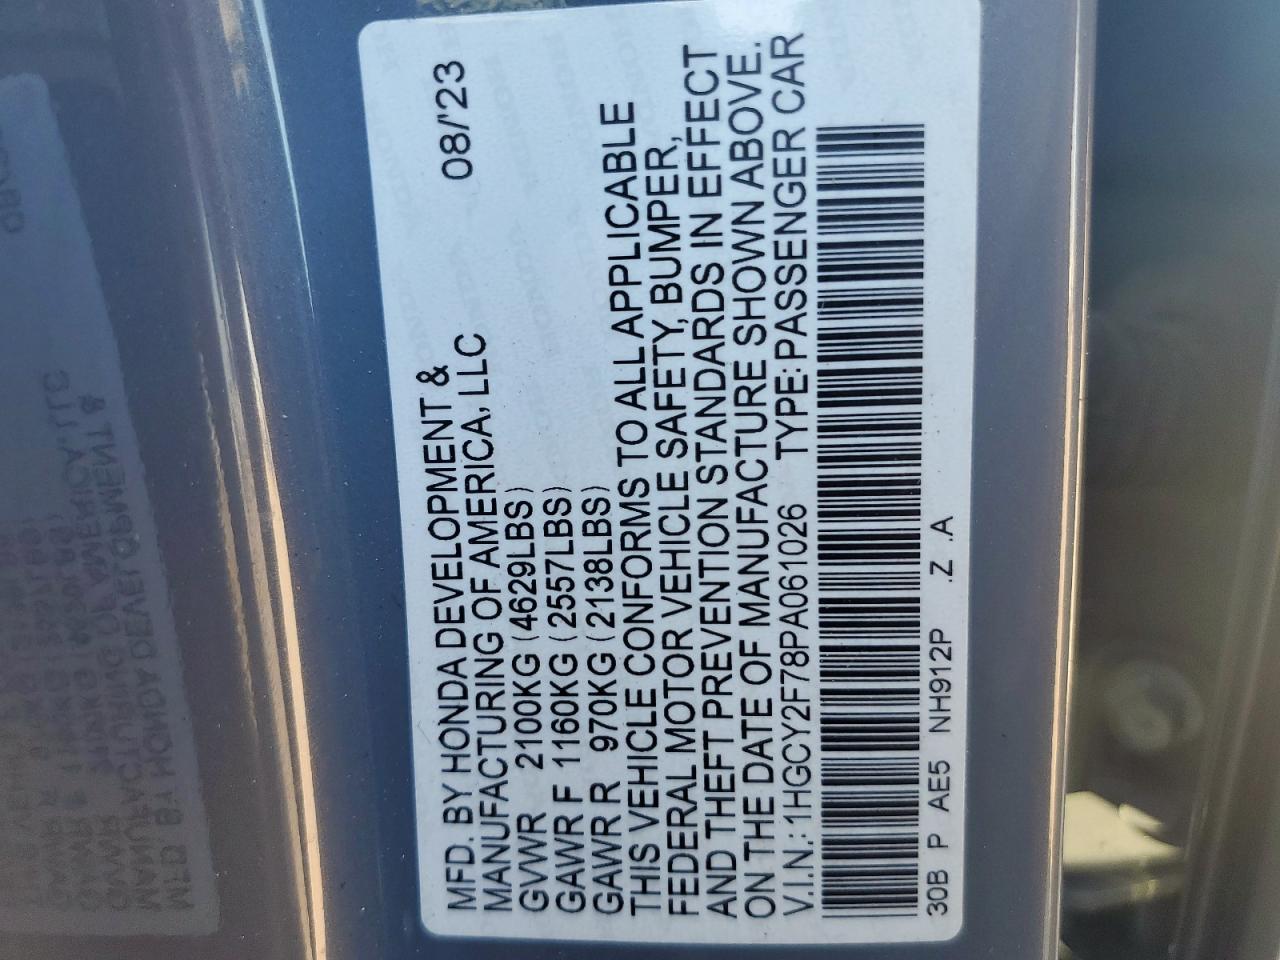 MFD. BY HONDA DEVELOPMENT &
MANUFACTURING OF AMERICA, LLC 08/'23
GVWR 2100KG (4629LBS)
GAWR F 1160KG (2557LBS)
GAWR R 970KG (2138LBS)
THIS VEHICLE CONFORMS TO ALL APPLICABLE
FEDERAL MOTOR VEHICLE SAFETY, BUMPER,
AND THEFT PREVENTION STANDARDS IN EFFECT
ON THE DATE OF MANUFACTURE SHOWN ABOVE.
V.I.N.: 1HGCY2F78PA061026 TYPE: PASSENGER CAR
30B P AE5 NH912P .Z .A